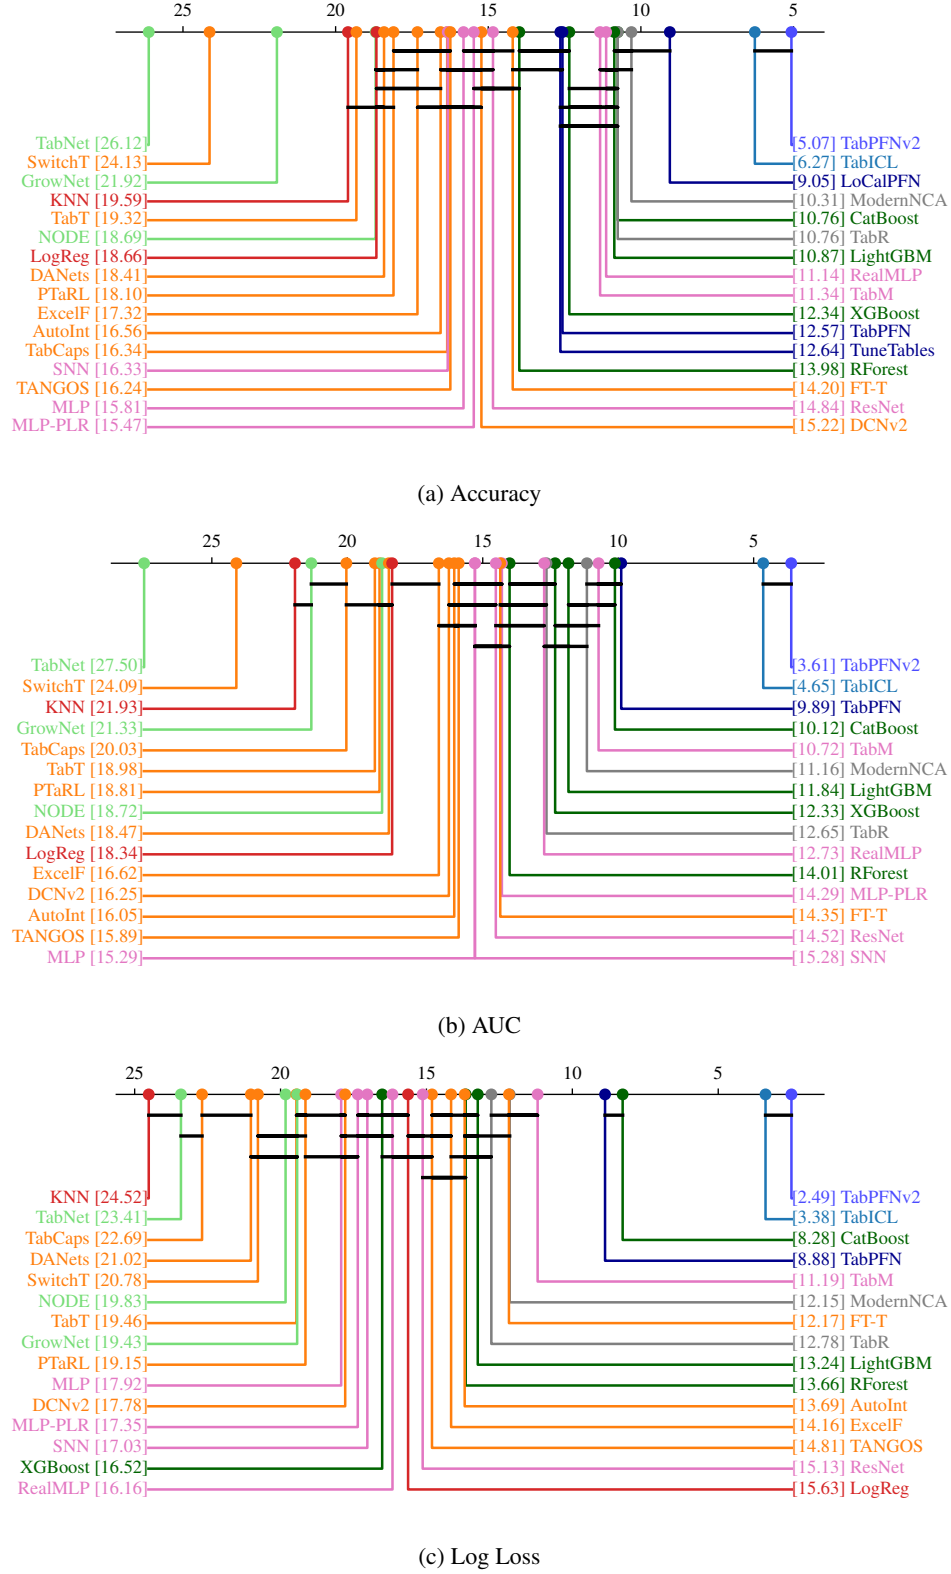 25 20 15 10 5
TabNet [26.12] [5.07] TabPFNv2
SwitchT [24.13] [6.27] TabICL
GrowNet [21.92] [9.05] LoCalPFN
KNN [19.59] [10.31] ModernNCA
TabT [19.32] [10.76] CatBoost
NODE [18.69] [10.76] TabR
LogReg [18.66] [10.87] LightGBM
DANets [18.41] [11.14] RealMLP
PTaRL [18.10] [11.34] TabM
ExcelF [17.32] [12.34] XGBoost
AutoInt [16.56] [12.57] TabPFN
TabCaps [16.34] [12.64] TuneTables
SNN [16.33] [13.98] RForest
TANGOS [16.24] [14.20] FT-T
MLP [15.81] [14.84] ResNet
MLP-PLR [15.47] [15.22] DCNv2
(a) Accuracy
25 20 15 10 5
TabNet [27.50] [3.61] TabPFNv2
SwitchT [24.09] [4.65] TabICL
KNN [21.93] [9.89] TabPFN
GrowNet [21.33] [10.12] CatBoost
TabCaps [20.03] [10.72] TabM
TabT [18.98] [11.16] ModernNCA
PTaRL [18.81] [11.84] LightGBM
NODE [18.72] [12.33] XGBoost
DANets [18.47] [12.65] TabR
LogReg [18.34] [12.73] RealMLP
ExcelF [16.62] [14.01] RForest
DCNv2 [16.25] [14.29] MLP-PLR
AutoInt [16.05] [14.35] FT-T
TANGOS [15.89] [14.52] ResNet
MLP [15.29] [15.28] SNN
(b) AUC
25 20 15 10 5
KNN [24.52] [2.49] TabPFNv2
TabNet [23.41] [3.38] TabICL
TabCaps [22.69] [8.28] CatBoost
DANets [21.02] [8.88] TabPFN
SwitchT [20.78] [11.19] TabM
NODE [19.83] [12.15] ModernNCA
TabT [19.46] [12.17] FT-T
GrowNet [19.43] [12.78] TabR
PTaRL [19.15] [13.24] LightGBM
MLP [17.92] [13.66] RForest
DCNv2 [17.78] [13.69] AutoInt
MLP-PLR [17.35] [14.16] ExcelF
SNN [17.03] [14.81] TANGOS
XGBoost [16.52] [15.13] ResNet
RealMLP [16.16] [15.63] LogReg
(c) Log Loss